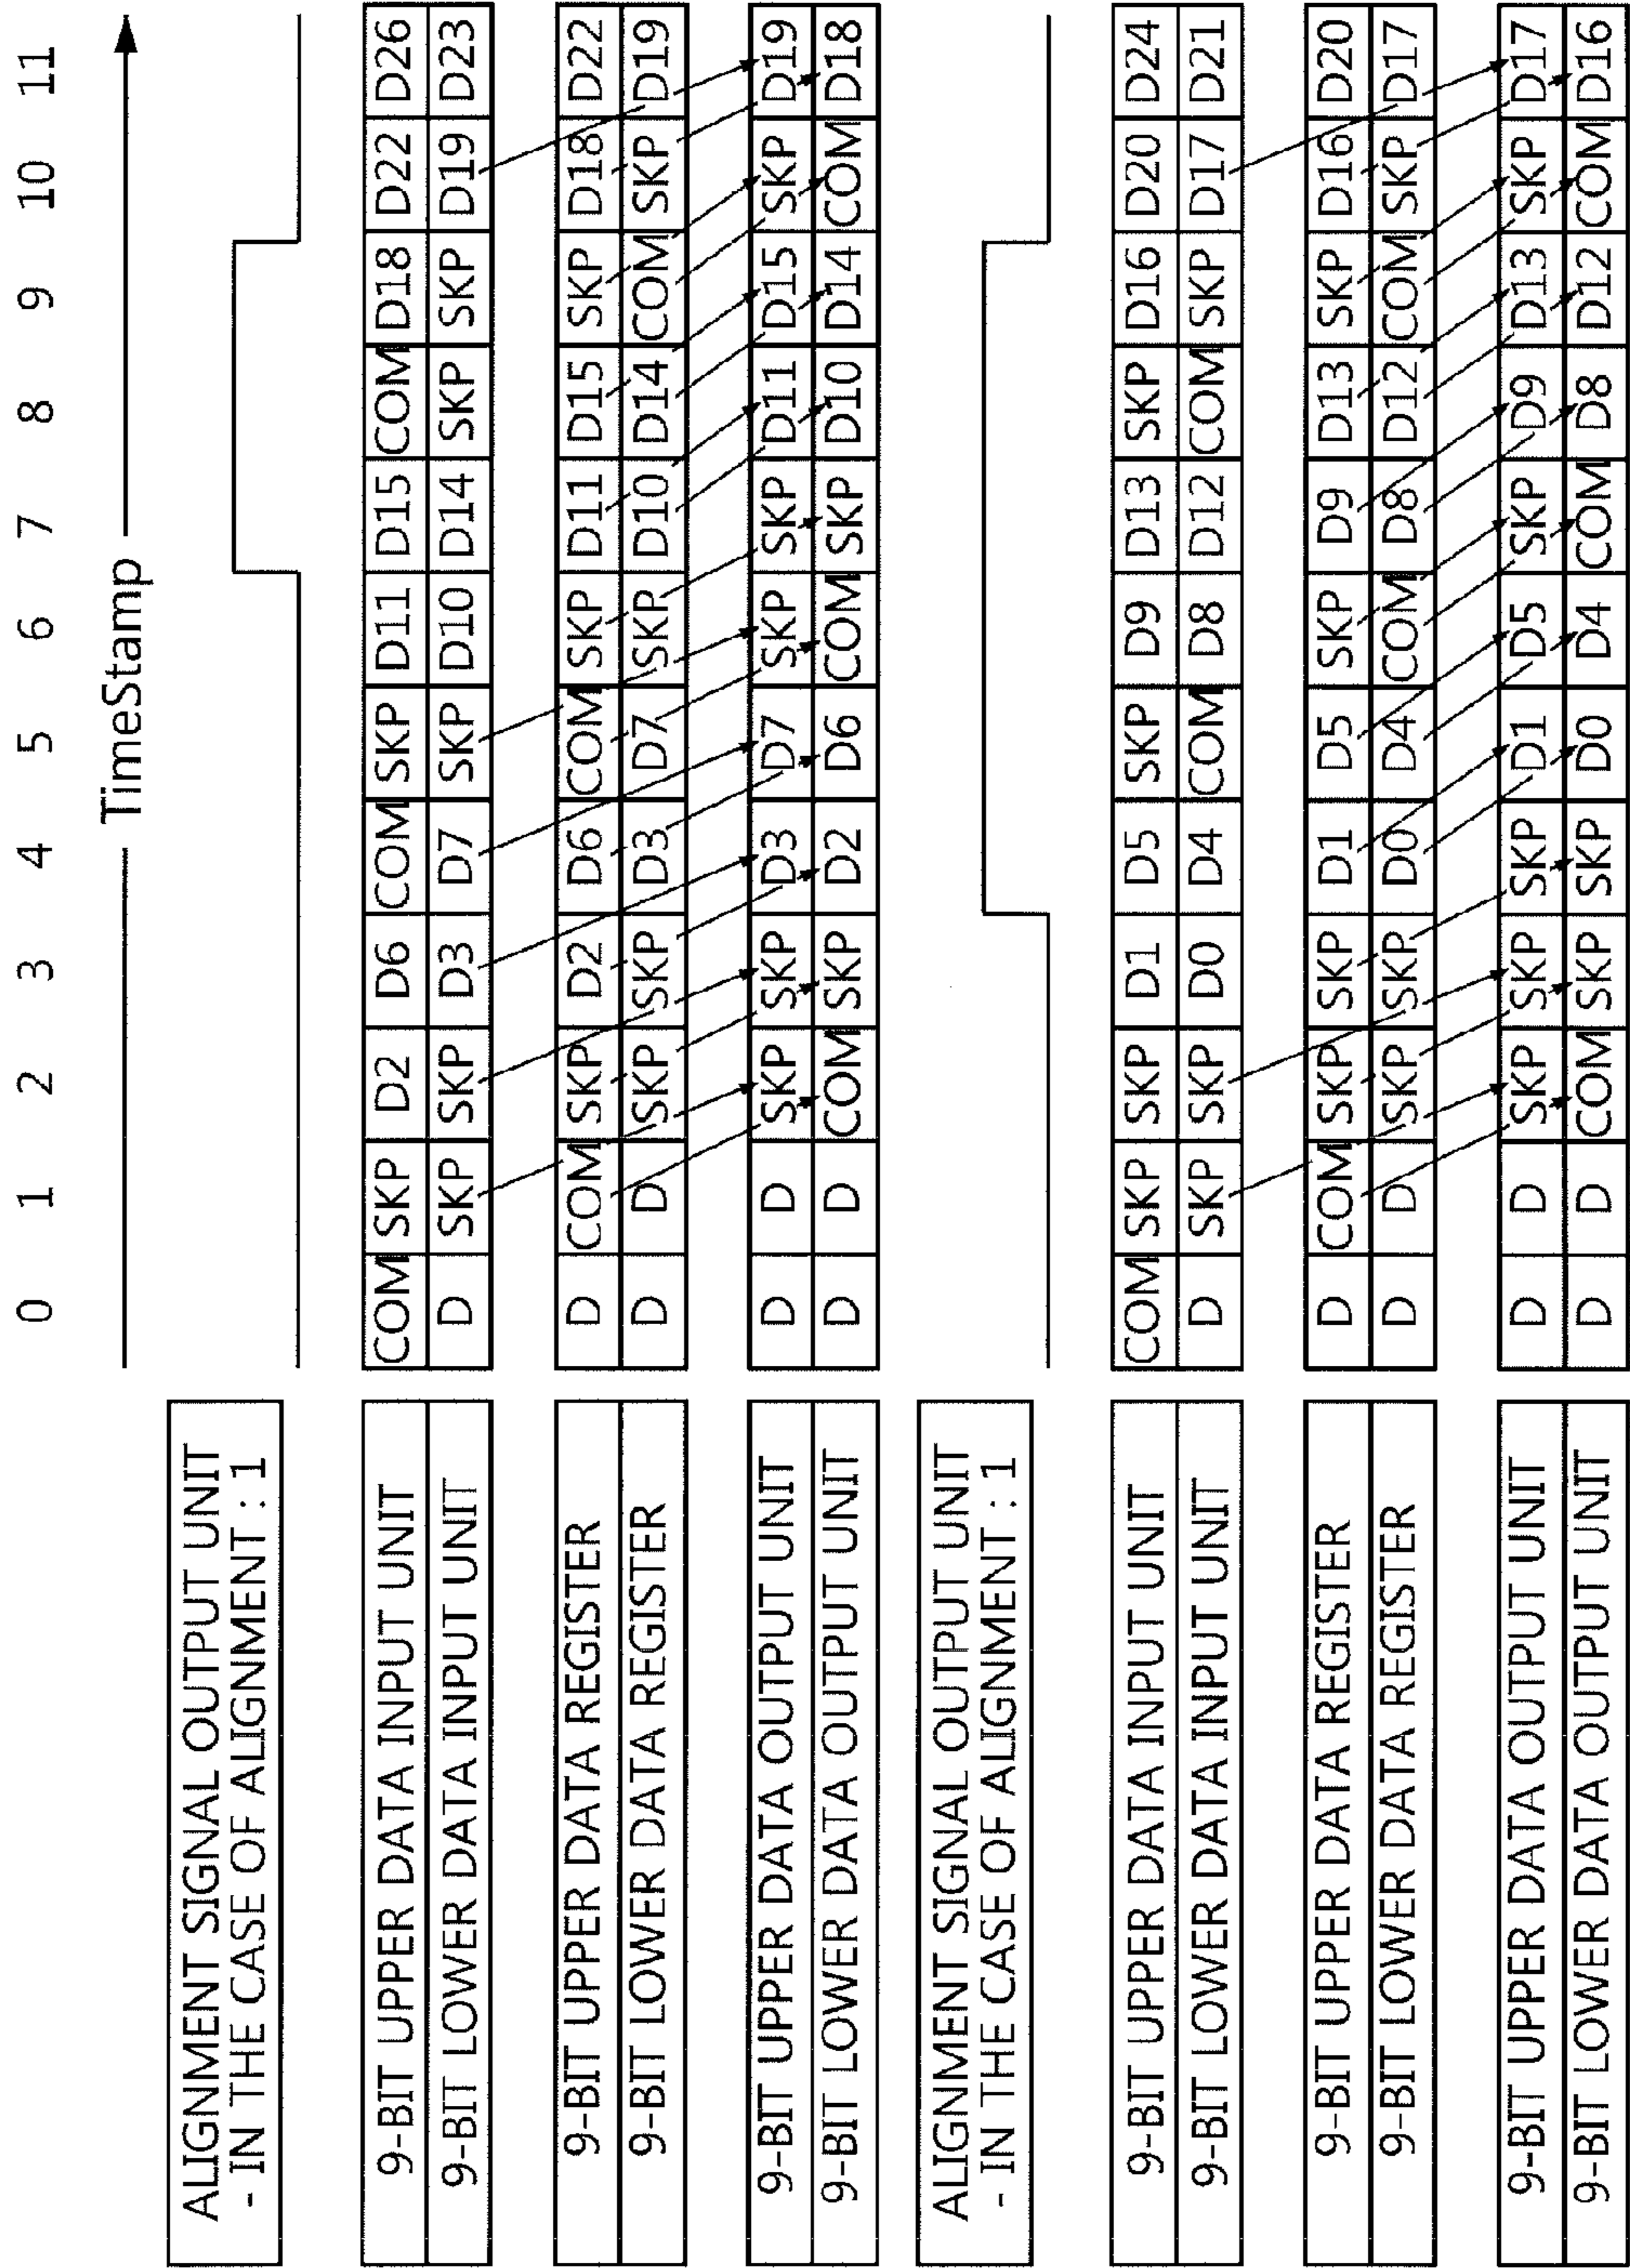 0 1 2 3 4 5 6 7 8 9 10 11
TimeStamp
ALIGNMENT SIGNAL OUTPUT UNIT
- IN THE CASE OF ALIGNMENT : 1
9-BIT UPPER DATA INPUT UNIT COM SKP D2 D6 COM SKP D11 D15 COM D18 D22 D26
9-BIT LOWER DATA INPUT UNIT D SKP SKP D3 D7 SKP D10 D14 SKP SKP D19 D23
9-BIT UPPER DATA REGISTER D COM SKP D2 D6 COM SKP D11 D15 SKP D18 D22
9-BIT LOWER DATA REGISTER D D SKP SKP D3 D7 SKP D10 D14 COM SKP D19
9-BIT UPPER DATA OUTPUT UNIT D D SKP SKP D3 D7 SKP SKP D11 D15 SKP D19
9-BIT LOWER DATA OUTPUT UNIT D D COM SKP D2 D6 COM SKP D10 D14 COM D18
ALIGNMENT SIGNAL OUTPUT UNIT
- IN THE CASE OF ALIGNMENT : 1
9-BIT UPPER DATA INPUT UNIT COM SKP SKP D1 D5 SKP D9 D13 SKP D16 D20 D24
9-BIT LOWER DATA INPUT UNIT D SKP SKP D0 D4 COM D8 D12 COM SKP D17 D21
9-BIT UPPER DATA REGISTER D COM SKP SKP D1 D5 SKP D9 D13 SKP D16 D20
9-BIT LOWER DATA REGISTER D D SKP SKP D0 D4 COM D8 D12 COM SKP D17
9-BIT UPPER DATA OUTPUT UNIT D D SKP SKP SKP D1 D5 SKP D9 D13 SKP D17
9-BIT LOWER DATA OUTPUT UNIT D D COM SKP SKP D0 D4 COM D8 D12 COM D16